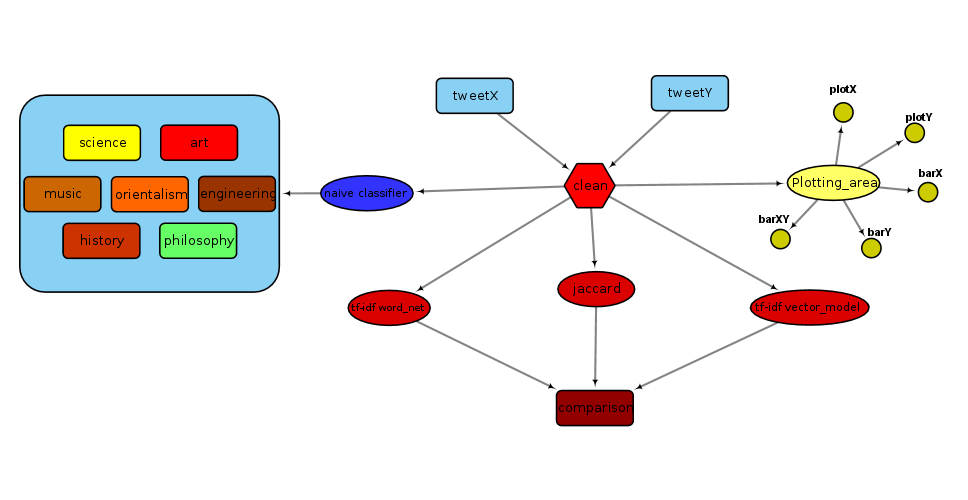 tweetX
tweetY
plotX
plotY
barX
barY
barXY
Plotting_area
clean
naive classifier
science
art
music
orientalism
engineering
history
philosophy
tf-idf word_net
jaccard
tf-idf vector_model
comparison